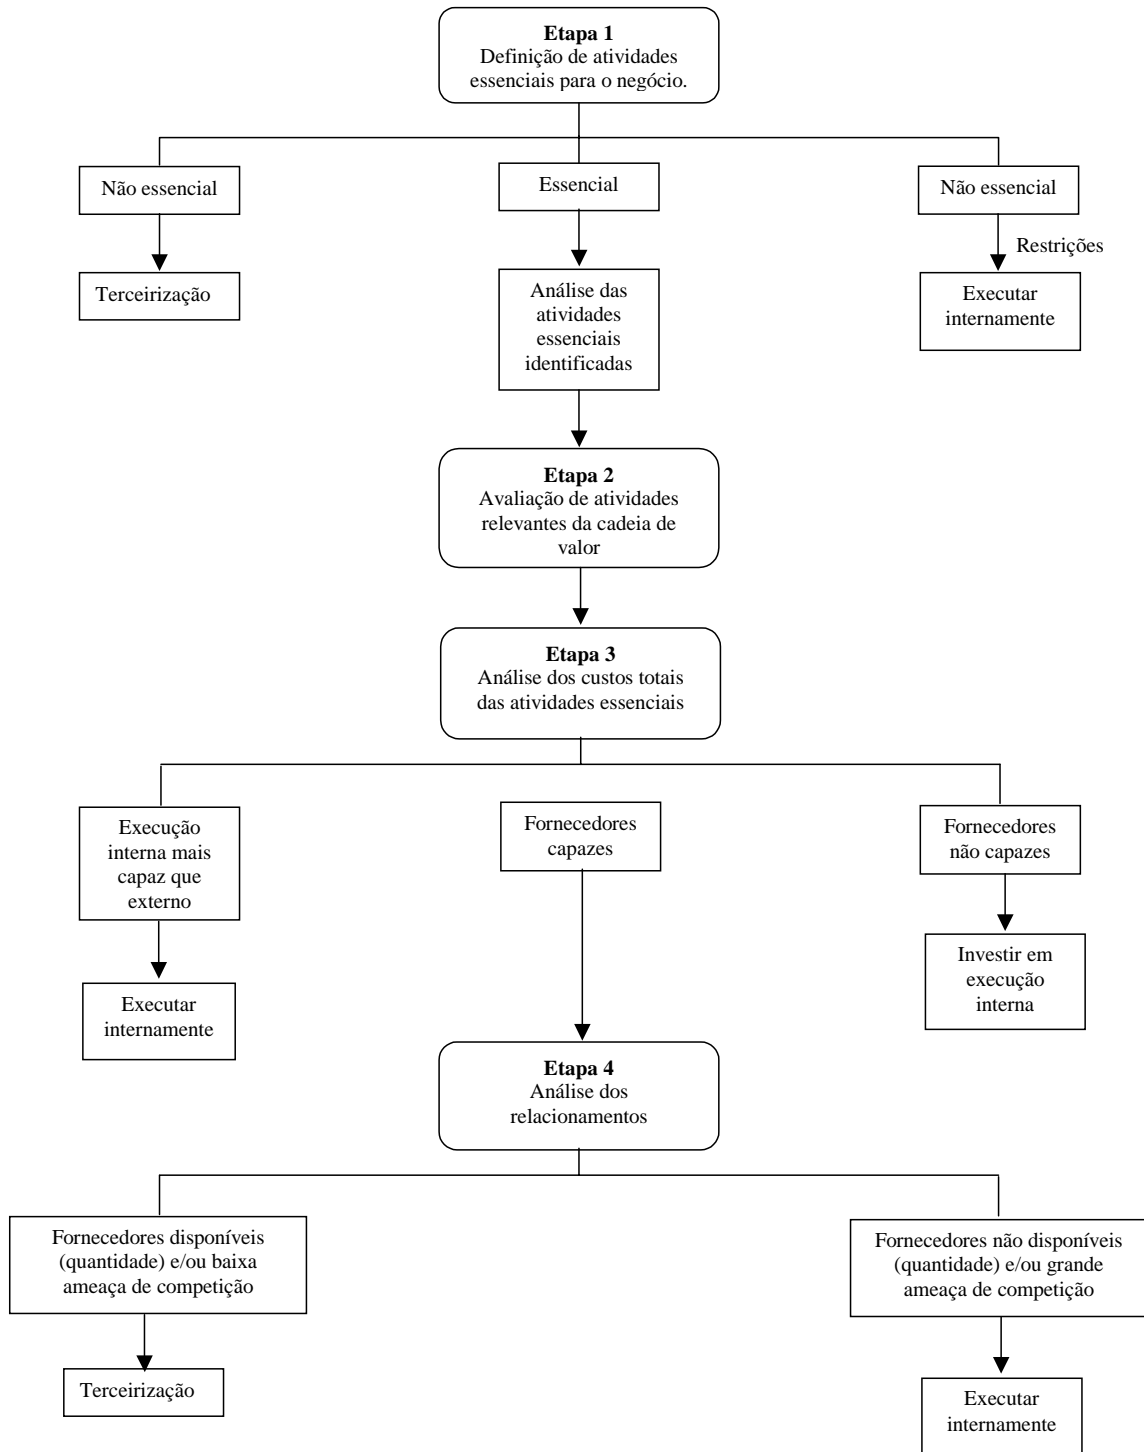 Etapa 1
Definição de atividades
essenciais para o negócio.
Não essencial
Essencial
Não essencial
Restrições
Terceirização
Análise das
atividades
essenciais
identificadas
Executar
internamente
Etapa 2
Avaliação de atividades
relevantes da cadeia de
valor
Etapa 3
Análise dos custos totais
das atividades essenciais
Execução
interna mais
capaz que
externo
Fornecedores
capazes
Fornecedores
não capazes
Executar
internamente
Investir em
execução
interna
Etapa 4
Análise dos
relacionamentos
Fornecedores disponíveis
(quantidade) e/ou baixa
ameaça de competição
Fornecedores não disponíveis
(quantidade) e/ou grande
ameaça de competição
Terceirização
Executar
internamente